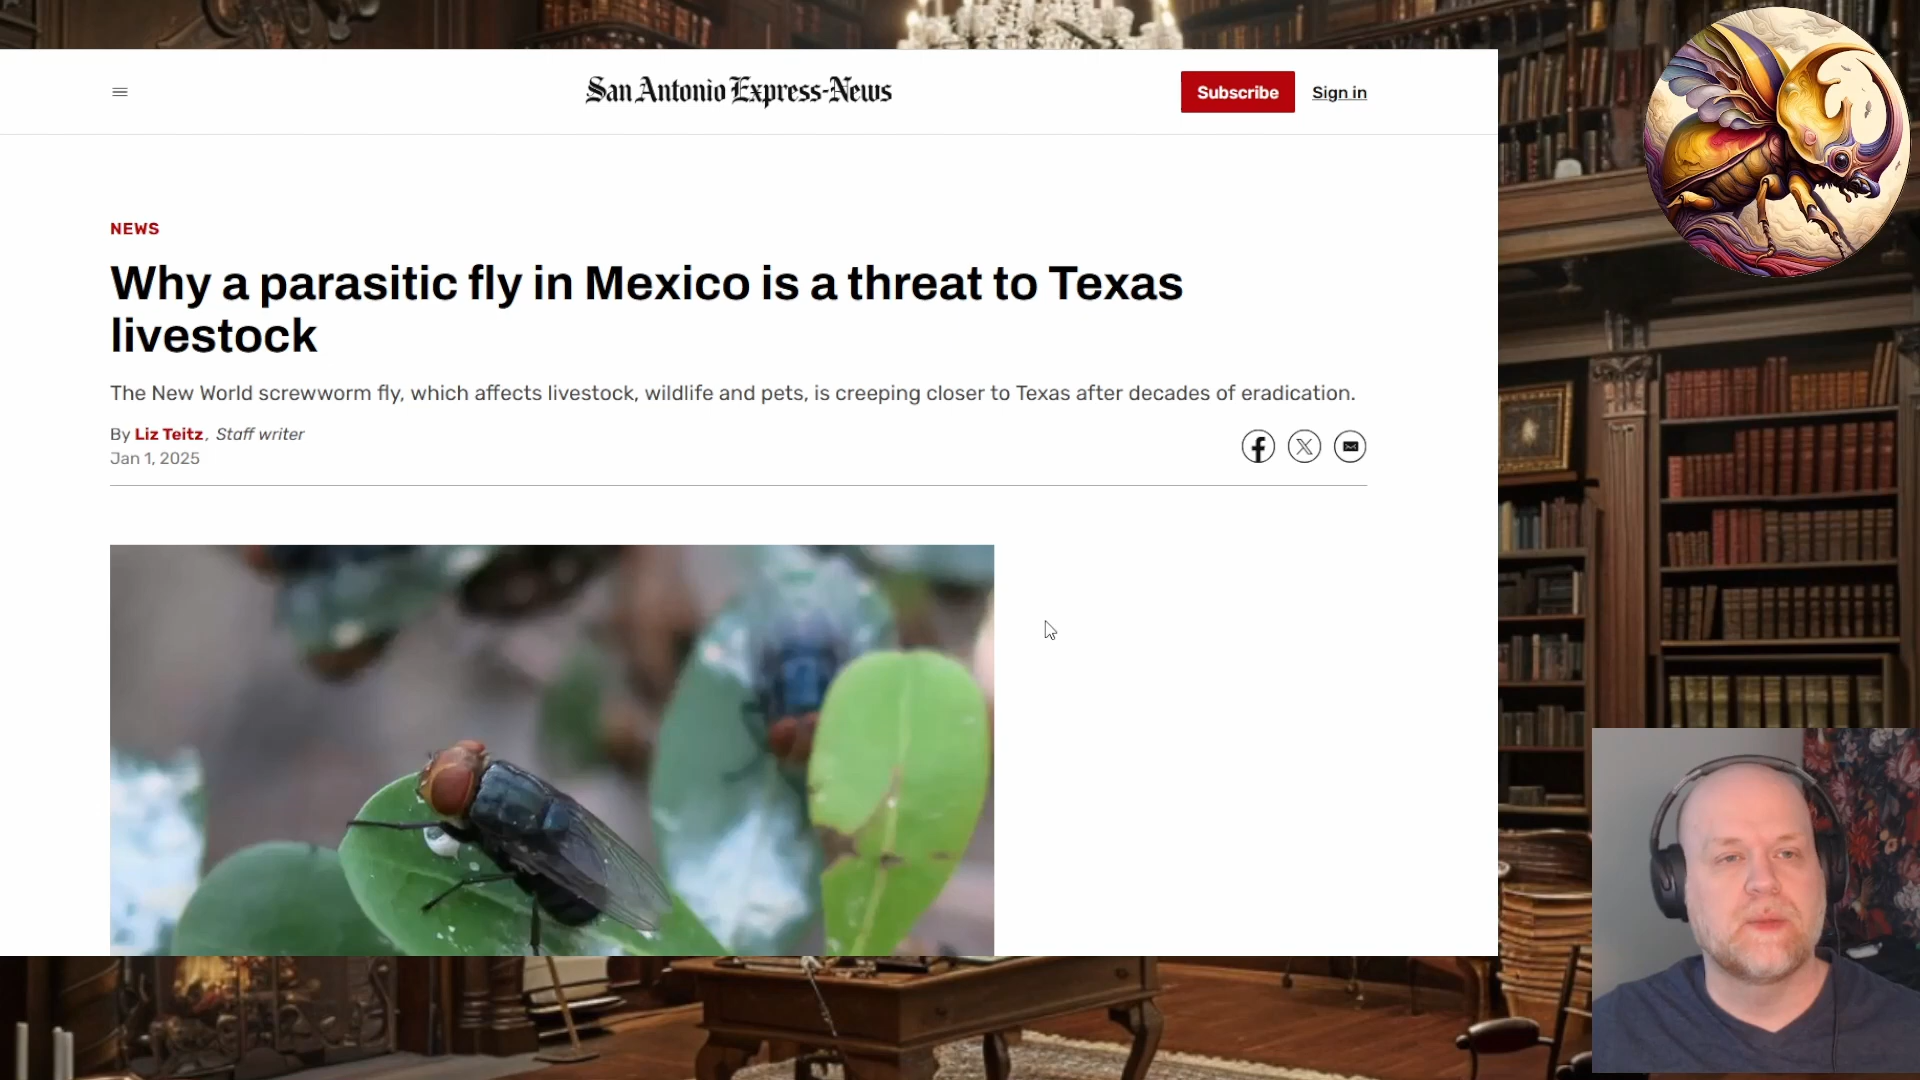 San Antonio Express-News
Subscribe
Sign in
NEWS
Why a parasitic fly in Mexico is a threat to Texas
livestock
The New World screwworm fly, which affects livestock, wildlife and pets, is creeping closer to Texas after decades of eradication.
By Liz Teitz, Staff writer
Jan 1, 2025